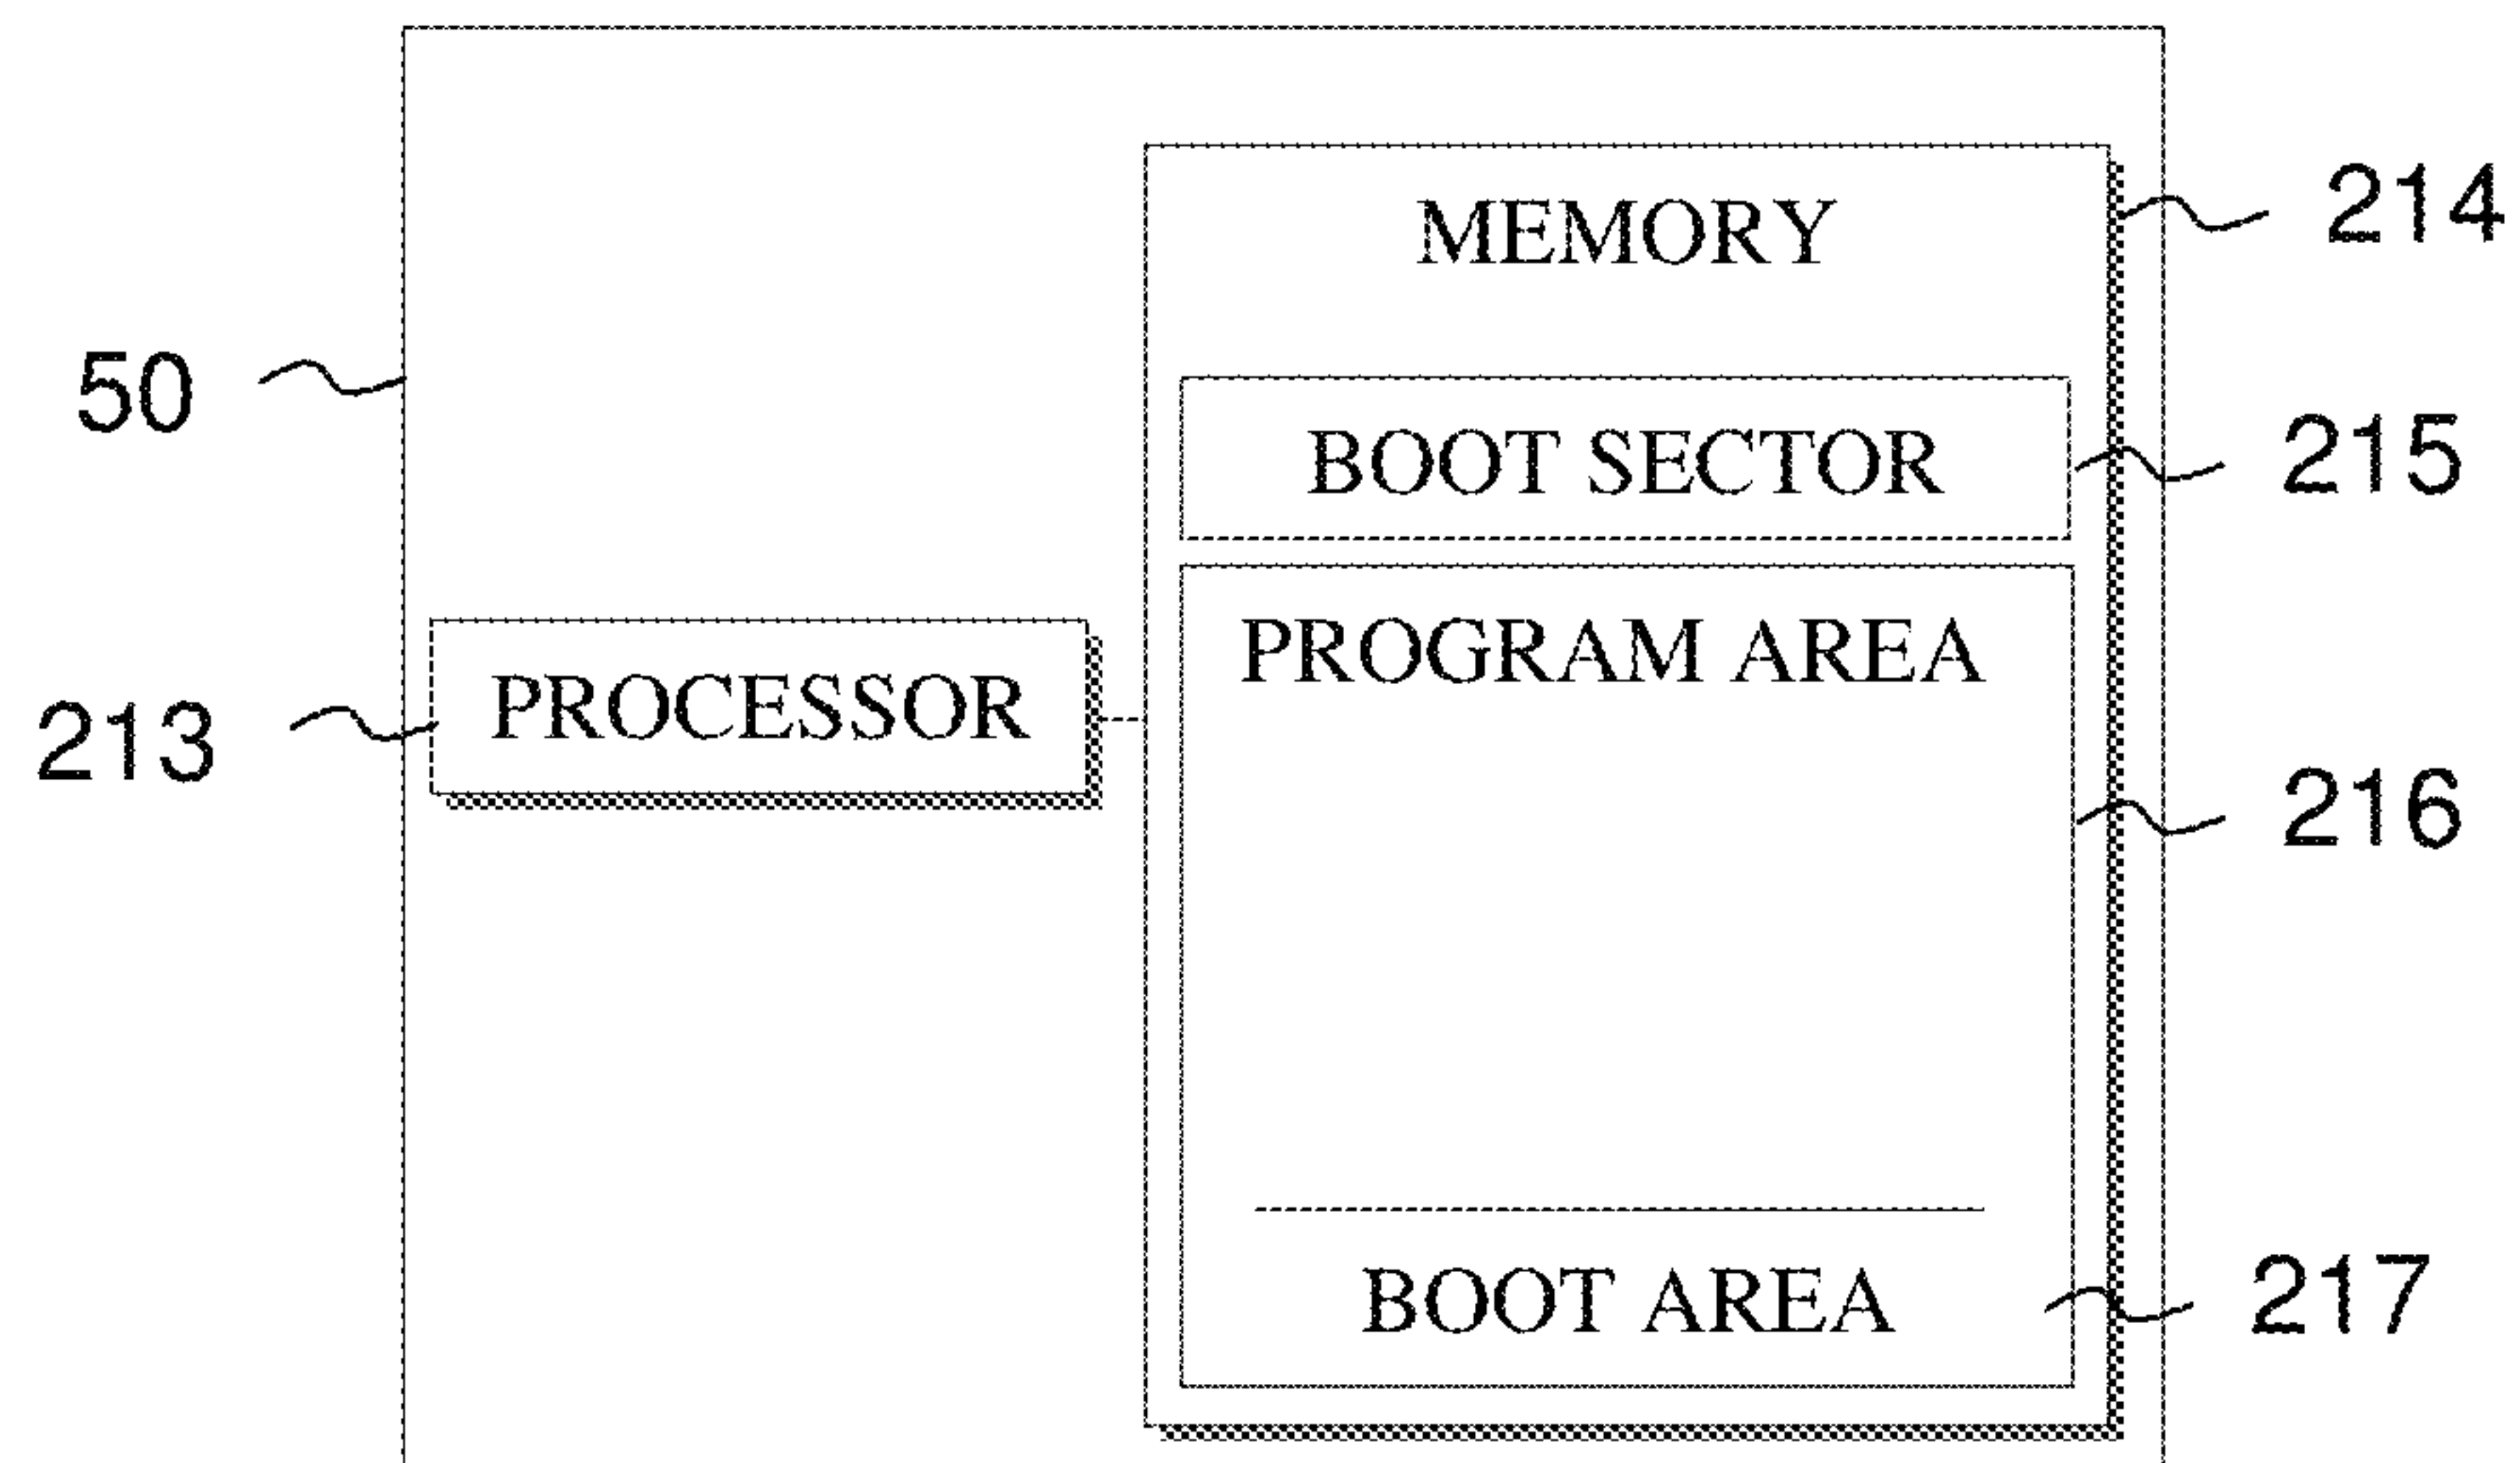 MEMORY
214
50
BOOT SECTOR
215
PROGRAM AREA
PROCESSOR
213
216
BOOT AREA
217